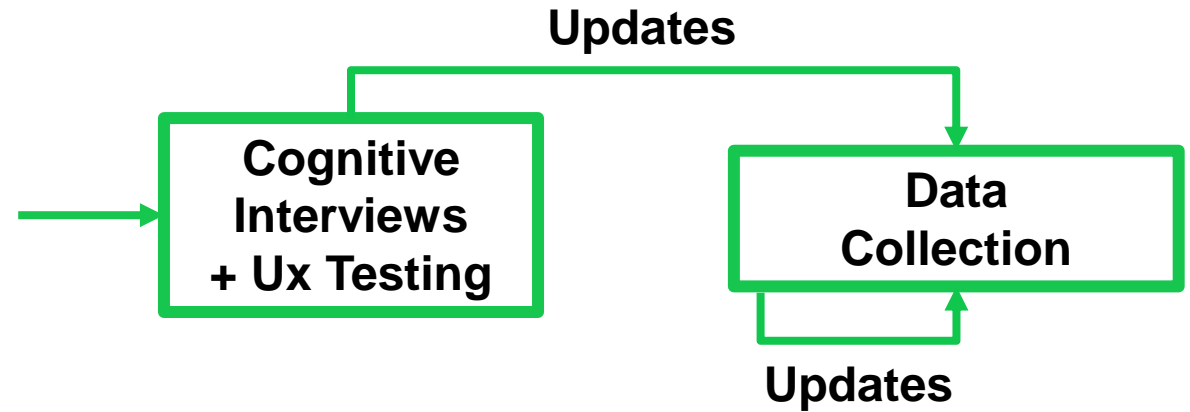 Updates
Cognitive
Interviews
+ Ux Testing
Data
Collection
Updates